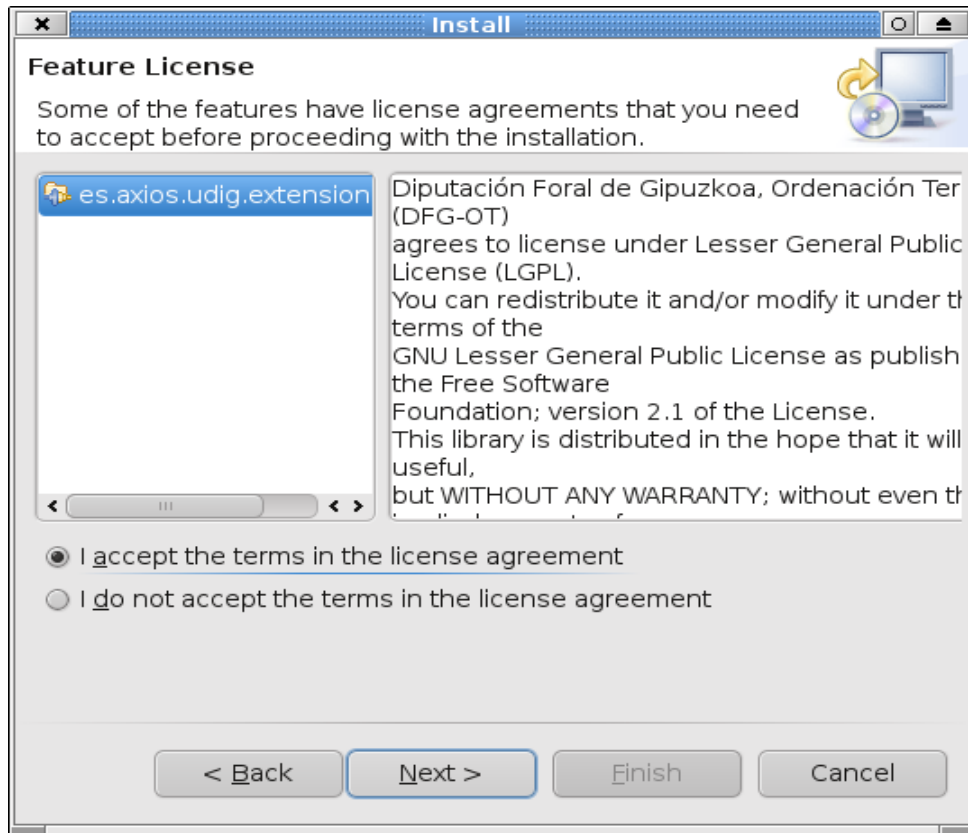 Install
Feature License
Some of the features have license agreements that you need
to accept before proceeding with the installation.
es.axios.udig.extension
Diputación Foral de Gipuzkoa, Ordenación Ter
(DFG-OT)
agrees to license under Lesser General Public
License (LGPL).
You can redistribute it and/or modify it under th
terms of the
GNU Lesser General Public License as publish
the Free Software
Foundation; version 2.1 of the License.
This library is distributed in the hope that it will
useful,
but WITHOUT ANY WARRANTY; without even th
I accept the terms in the license agreement
I do not accept the terms in the license agreement
< Back
Next >
Finish
Cancel